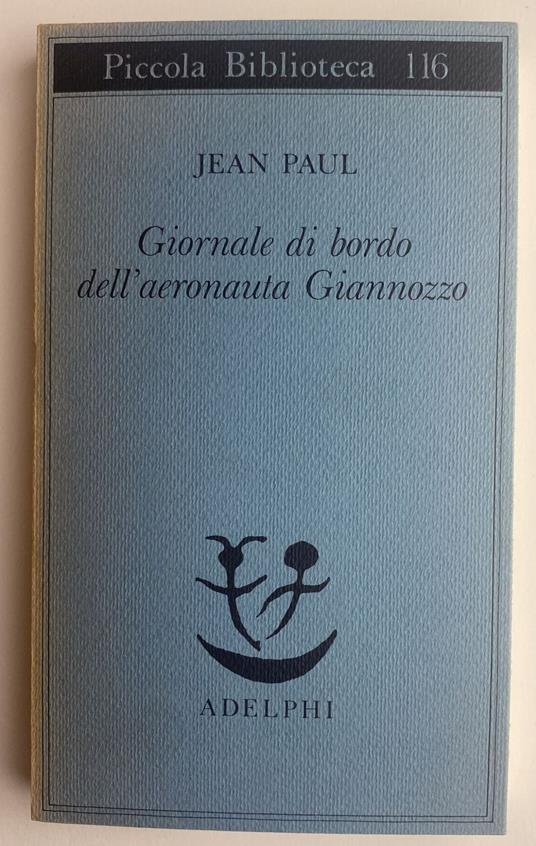 Piccola Biblioteca 116
JEAN PAUL
Giornale di bordo
dell'aeronauta Giannozzo
ADELPHI